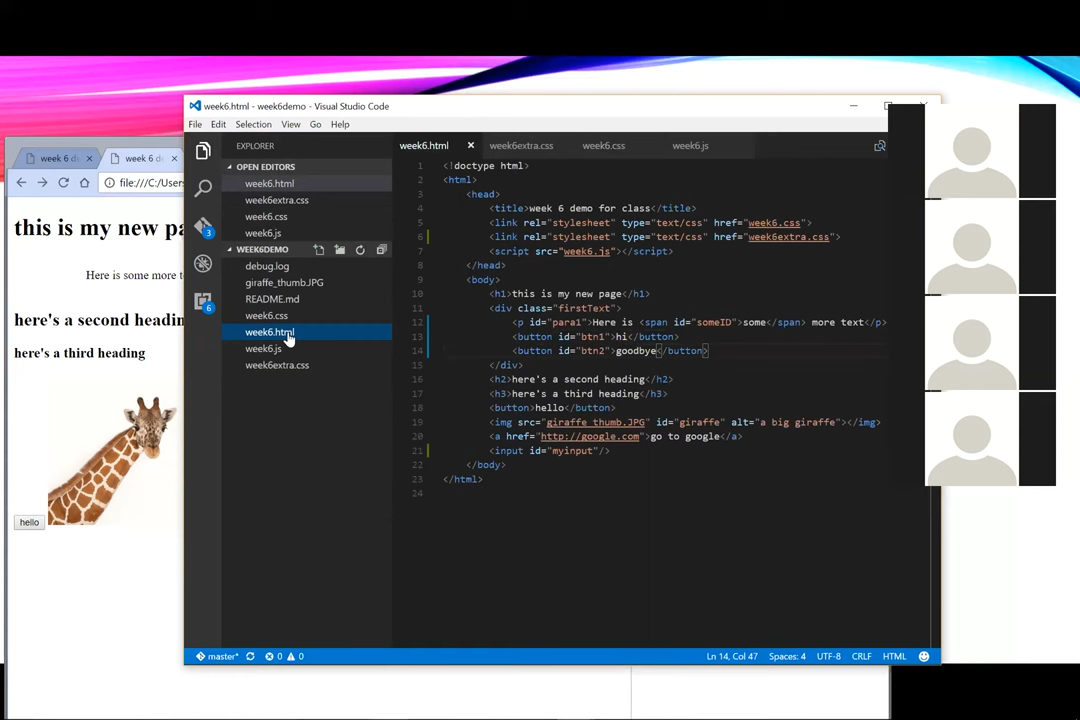 week6.html - week6demo - Visual Studio Code
File Edit Selection View Go Help
EXPLORER
OPEN EDITORS
week6.html
week6extra.css
week6.css
week6.js
WEEK6DEMO
debug.log
giraffe_thumb.JPG
README.md
week6.css
week6.html
week6.js
week6extra.css
3
6
week6.html week6extra.css week6.css week6.js
1 <!doctype html>
2 <html>
3 <head>
4 <title>week 6 demo for class</title>
5 <link rel="stylesheet" type="text/css" href="week6.css">
6 <link rel="stylesheet" type="text/css" href="week6extra.css">
7 <script src="week6.js"></script>
8 </head>
9 <body>
10 <h1>this is my new page</h1>
11 <div class="firstText">
12 <p id="para1">Here is <span id="someID">some</span> more text</p>
13 <button id="btn1">hi</button>
14 <button id="btn2">goodbye</button>
15 </div>
16 <h2>here's a second heading</h2>
17 <h3>here's a third heading</h3>
18 <button>hello</button>
19 <img src="giraffe_thumb.JPG" id="giraffe" alt="a big giraffe"></img>
20 <a href="http://google.com">go to google</a>
21 <input id="myinput"/>
22 </body>
23 </html>
24
master* 0 0 Ln 14, Col 47 Spaces: 4 UTF-8 CRLF HTML
week 6 d week 6 d
file:///C:/Users
this is my new pa
Here is some more t
here's a second headin
here's a third heading
hello